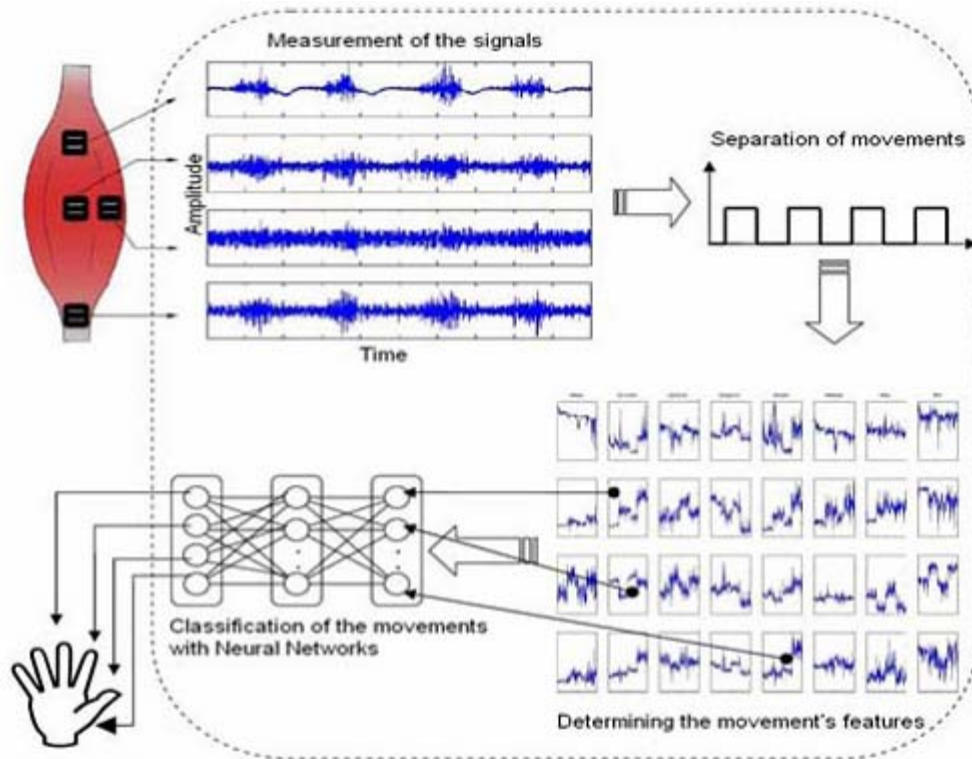 Measurement of the signals
Amplitude
Time
Separation of movements
Classification of the movements
with Neural Networks
Determining the movement's features